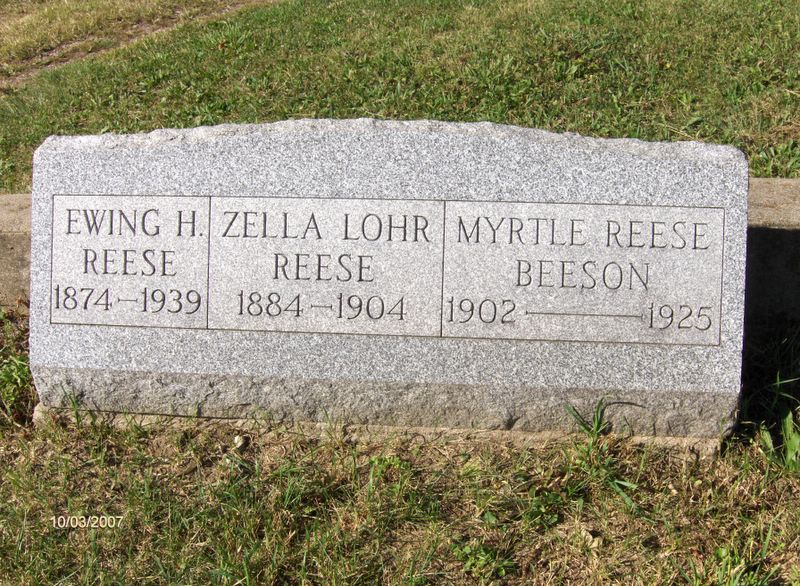 EWING H.
REESE
1874–1939
ZELLA LOHR
REESE
1884–1904
MYRTLE REESE
BEESON
1902—1925
10/03/2007